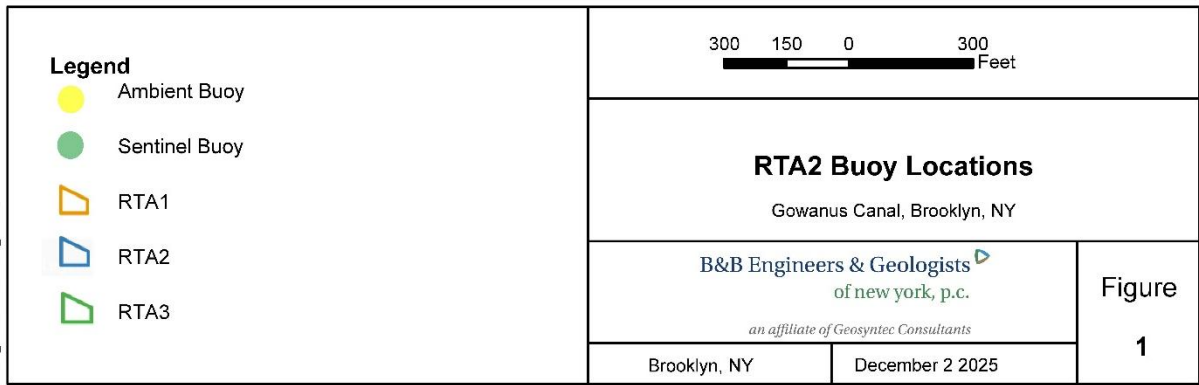 Legend
Ambient Buoy
Sentinel Buoy
RTA1
RTA2
RTA3
300 150 0 300
Feet
RTA2 Buoy Locations
Gowanus Canal, Brooklyn, NY
B&B Engineers & Geologists
of new york, p.c.
an affiliate of Geosyntec Consultants
Brooklyn, NY
December 2 2025
Figure
1